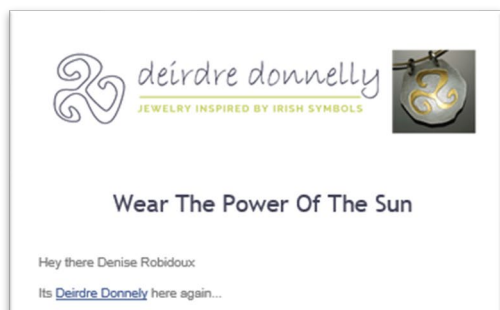 deirdre donnelly
JEWELRY INSPIRED BY IRISH SYMBOLS
Wear The Power Of The Sun
Hey there Denise Robidoux
Its Deirdre Donnely here again...